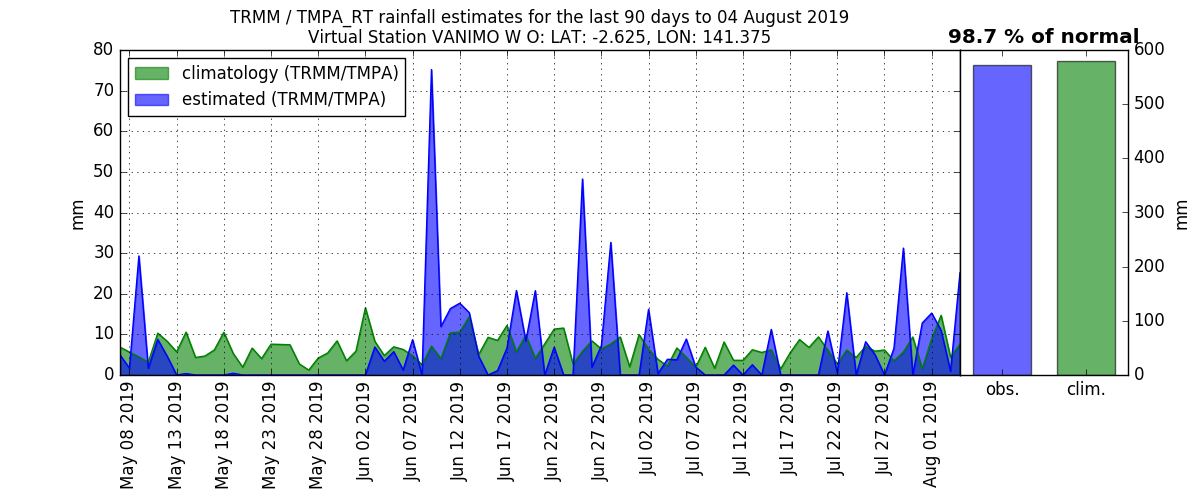 TRMM / TMPA_RT rainfall estimates for the last 90 days to 04 August 2019
Virtual Station VANIMO W O: LAT: -2.625, LON: 141.375
98.7 % of normal
climatology (TRMM/TMPA)
estimated (TRMM/TMPA)
80
70
60
50
40
30
20
10
0
mm
May 08 2019
May 13 2019
May 18 2019
May 23 2019
May 28 2019
Jun 02 2019
Jun 07 2019
Jun 12 2019
Jun 17 2019
Jun 22 2019
Jun 27 2019
Jul 02 2019
Jul 07 2019
Jul 12 2019
Jul 17 2019
Jul 22 2019
Jul 27 2019
Aug 01 2019
obs.
clim.
600
500
400
300
200
100
0
mm